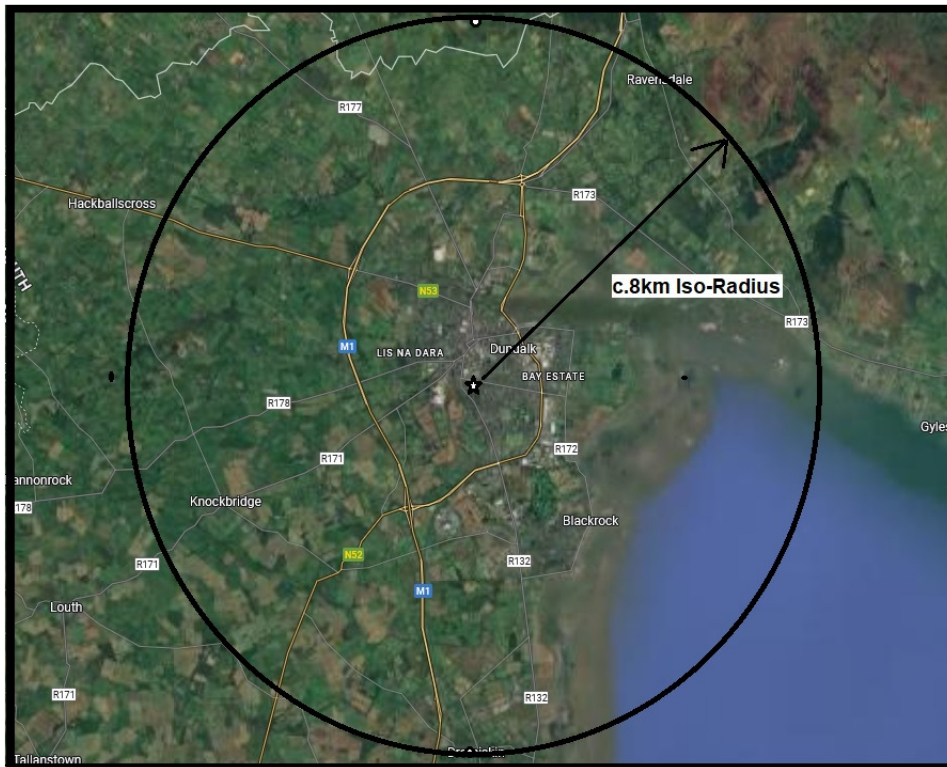 Ravensdale
R177
R173
Hackballscross
UTH
c.8km Iso-Radius
N53
R173
M1
LIS NA DARA
Dundalk
BAY ESTATE
R178
Gyles
R172
R171
annonrock
Knockbridge
178
Blackrock
N52
R132
R171
M1
Louth
R171
R132
Tallanstown